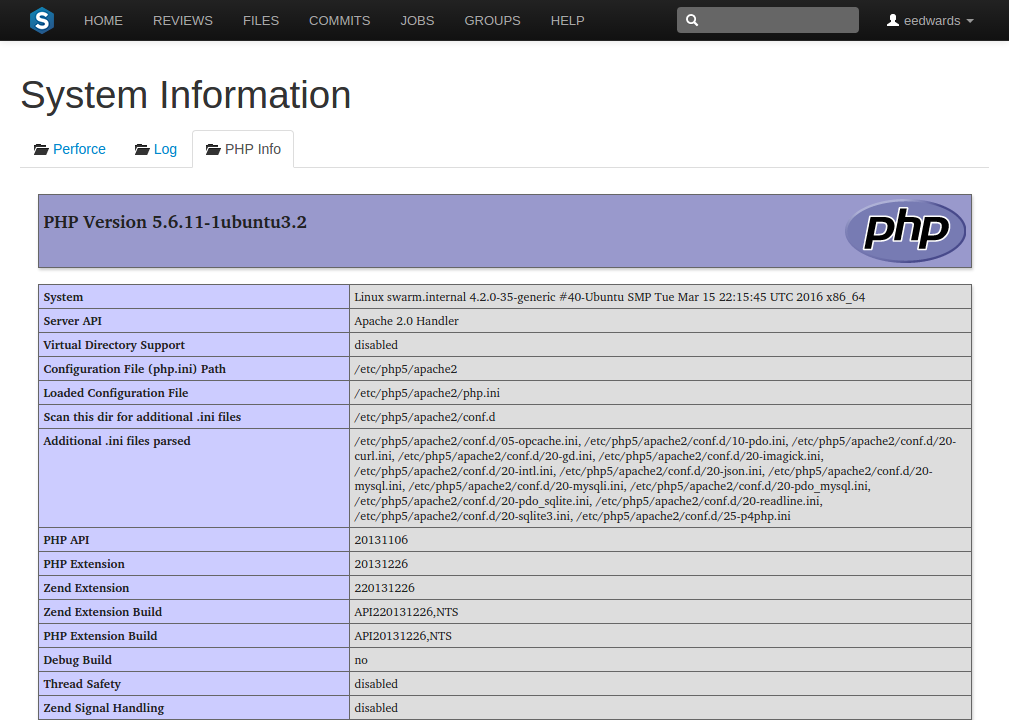 S HOME REVIEWS FILES COMMITS JOBS GROUPS HELP eedwards
System Information
Perforce Log PHP Info
PHP Version 5.6.11-1ubuntu3.2 php
System Linux swarm.internal 4.2.0-35-generic #40-Ubuntu SMP Tue Mar 15 22:15:45 UTC 2016 x86_64
Server API Apache 2.0 Handler
Virtual Directory Support disabled
Configuration File (php.ini) Path /etc/php5/apache2
Loaded Configuration File /etc/php5/apache2/php.ini
Scan this dir for additional .ini files /etc/php5/apache2/conf.d
Additional .ini files parsed /etc/php5/apache2/conf.d/05-opcache.ini, /etc/php5/apache2/conf.d/10-pdo.ini, /etc/php5/apache2/conf.d/20-
curl.ini, /etc/php5/apache2/conf.d/20-gd.ini, /etc/php5/apache2/conf.d/20-imagick.ini,
/etc/php5/apache2/conf.d/20-intl.ini, /etc/php5/apache2/conf.d/20-json.ini, /etc/php5/apache2/conf.d/20-
mysql.ini, /etc/php5/apache2/conf.d/20-mysqli.ini, /etc/php5/apache2/conf.d/20-pdo_mysql.ini,
/etc/php5/apache2/conf.d/20-pdo_sqlite.ini, /etc/php5/apache2/conf.d/20-readline.ini,
/etc/php5/apache2/conf.d/20-sqlite3.ini, /etc/php5/apache2/conf.d/25-p4php.ini
PHP API 20131106
PHP Extension 20131226
Zend Extension 220131226
Zend Extension Build API220131226,NTS
PHP Extension Build API20131226,NTS
Debug Build no
Thread Safety disabled
Zend Signal Handling disabled